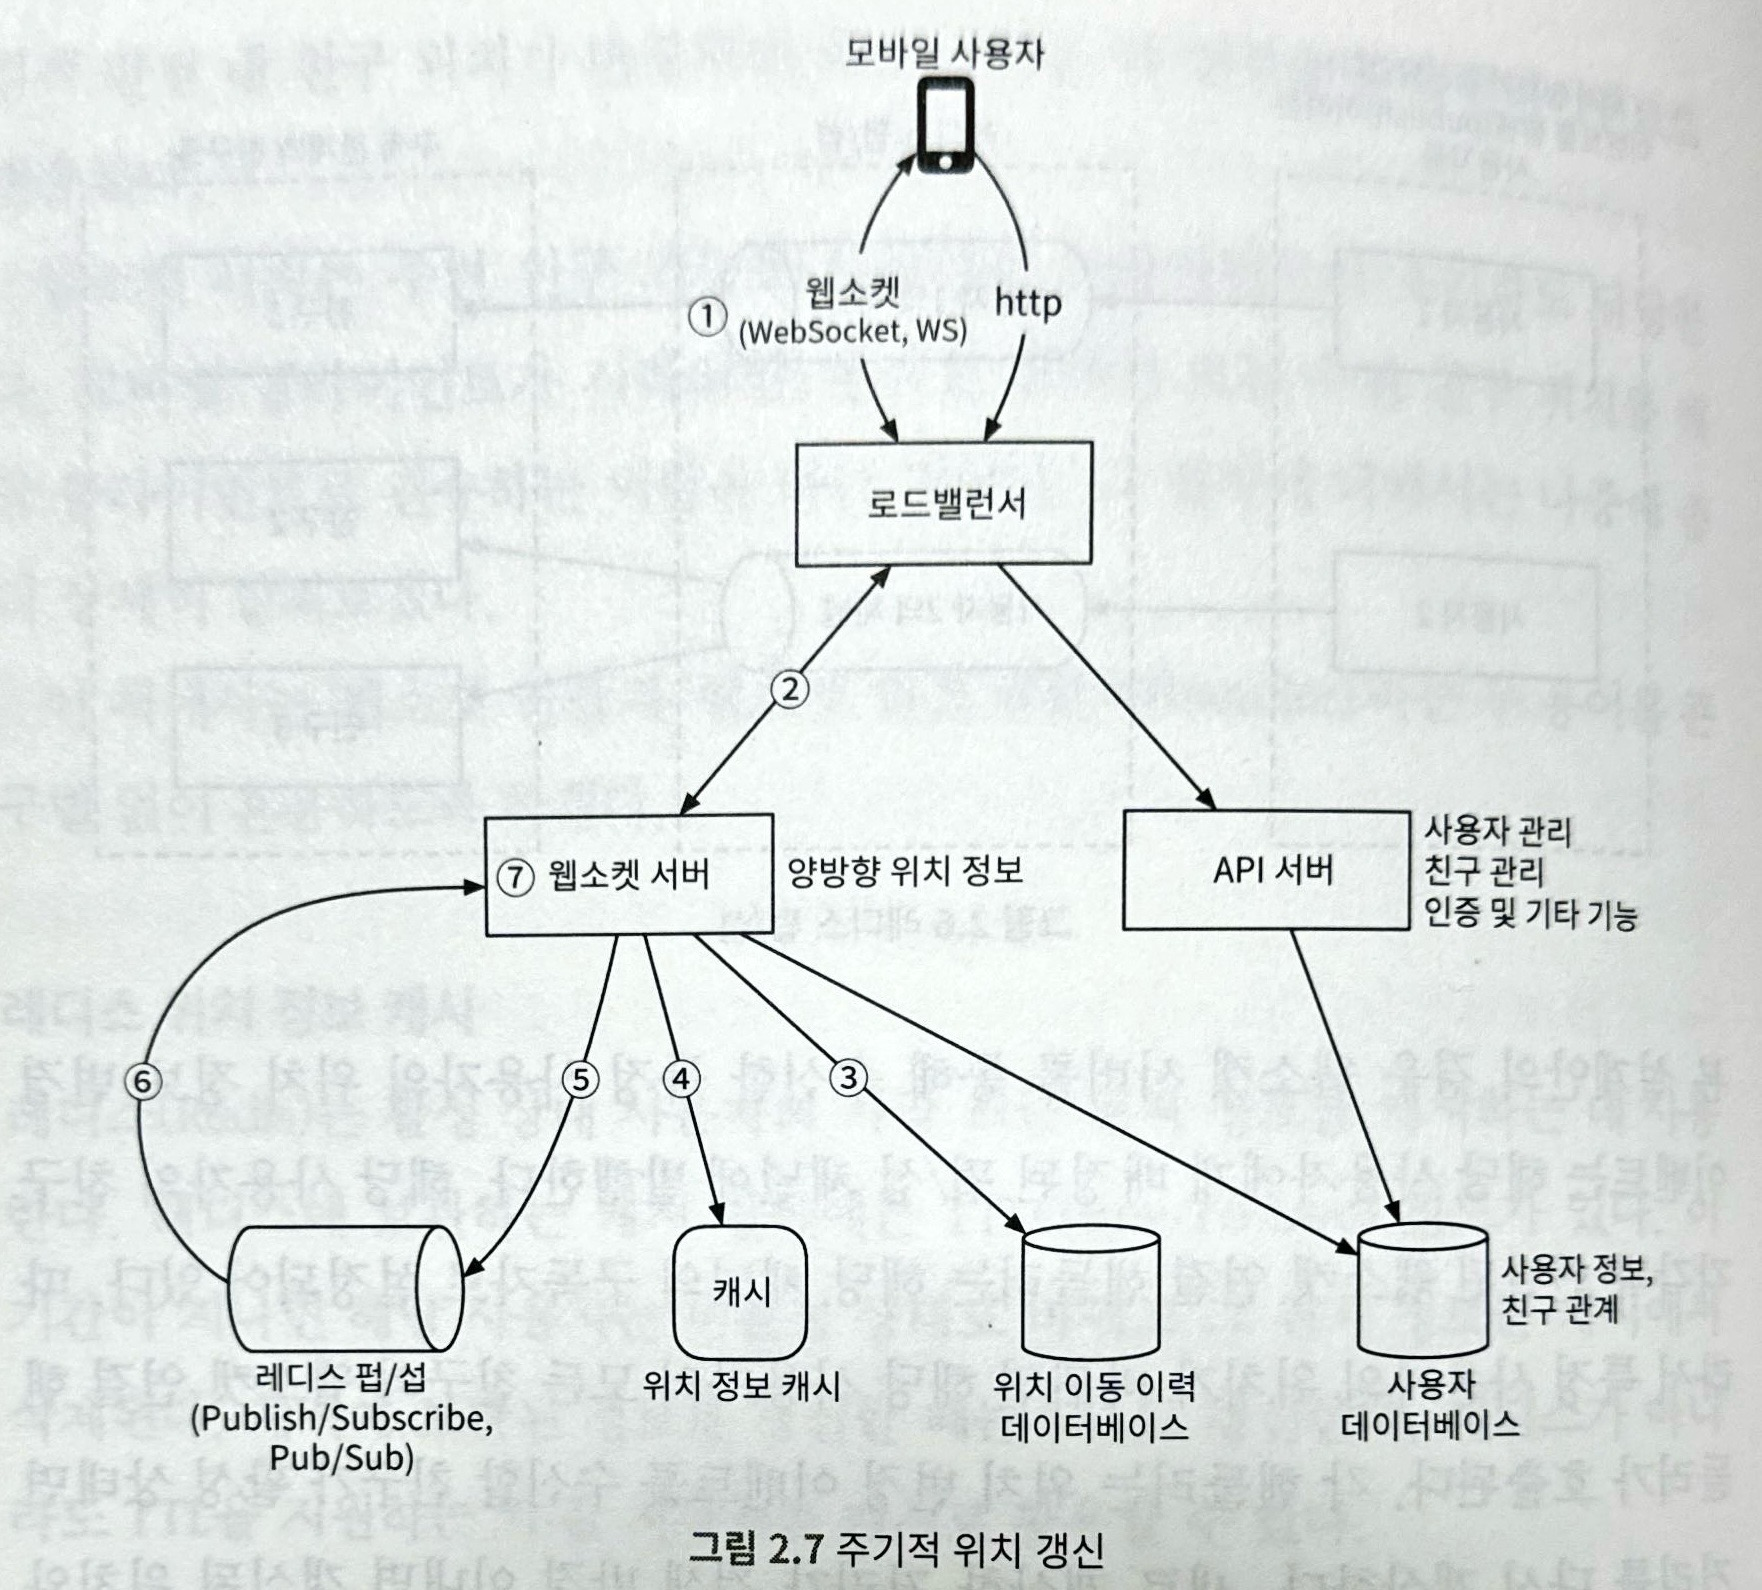 모바일 사용자
① 웹소켓
(WebSocket, WS)
http
로드밸런서
②
⑦ 웹소켓 서버
양방향 위치 정보
API 서버
사용자 관리
친구 관리
인증 및 기타 기능
⑥
⑤
④
③
레디스 펍/섭
(Publish/Subscribe,
Pub/Sub)
캐시
위치 정보 캐시
위치 이동 이력
데이터베이스
사용자
데이터베이스
사용자 정보,
친구 관계
그림 2.7 주기적 위치 갱신